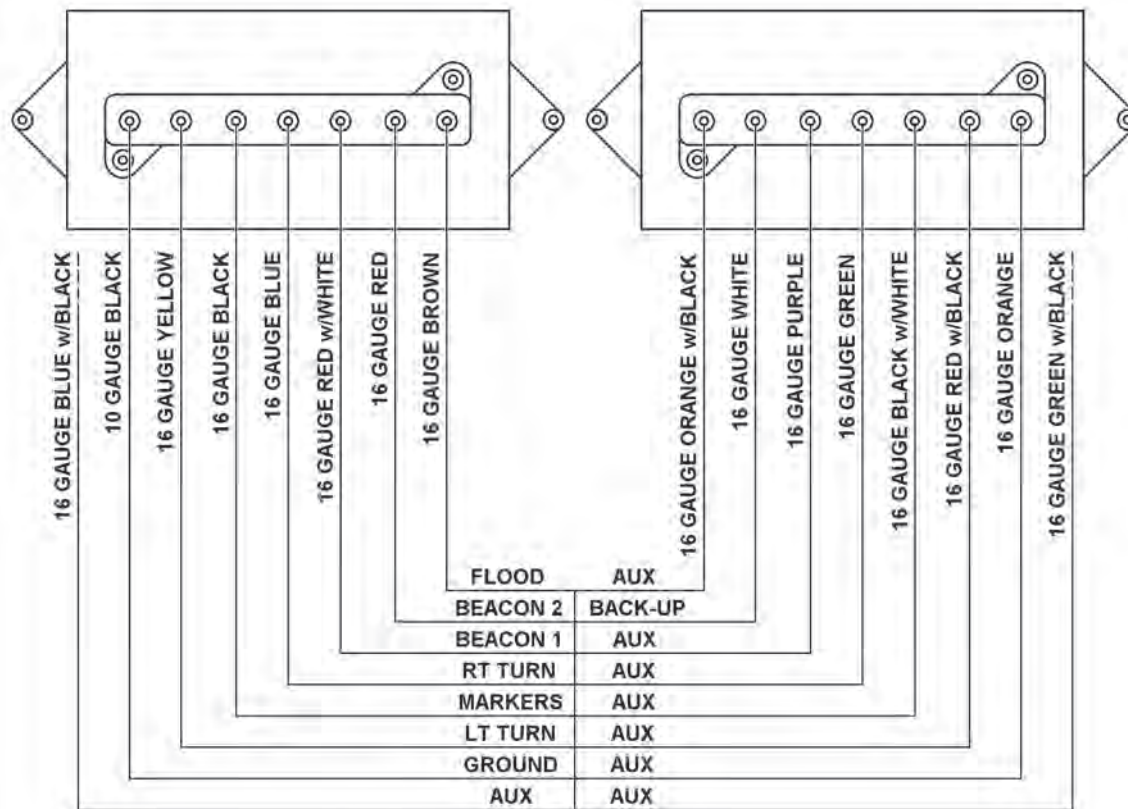 16 GAUGE BLUE w/BLACK
10 GAUGE BLACK
16 GAUGE YELLOW
16 GAUGE BLACK
16 GAUGE BLUE
16 GAUGE RED w/WHITE
16 GAUGE RED
16 GAUGE BROWN
16 GAUGE ORANGE w/BLACK
16 GAUGE WHITE
16 GAUGE PURPLE
16 GAUGE GREEN
16 GAUGE BLACK w/WHITE
16 GAUGE RED w/BLACK
16 GAUGE ORANGE
16 GAUGE GREEN w/BLACK
FLOOD AUX
BEACON 2 BACK-UP
BEACON 1 AUX
RT TURN AUX
MARKERS AUX
LT TURN AUX
GROUND AUX
AUX AUX